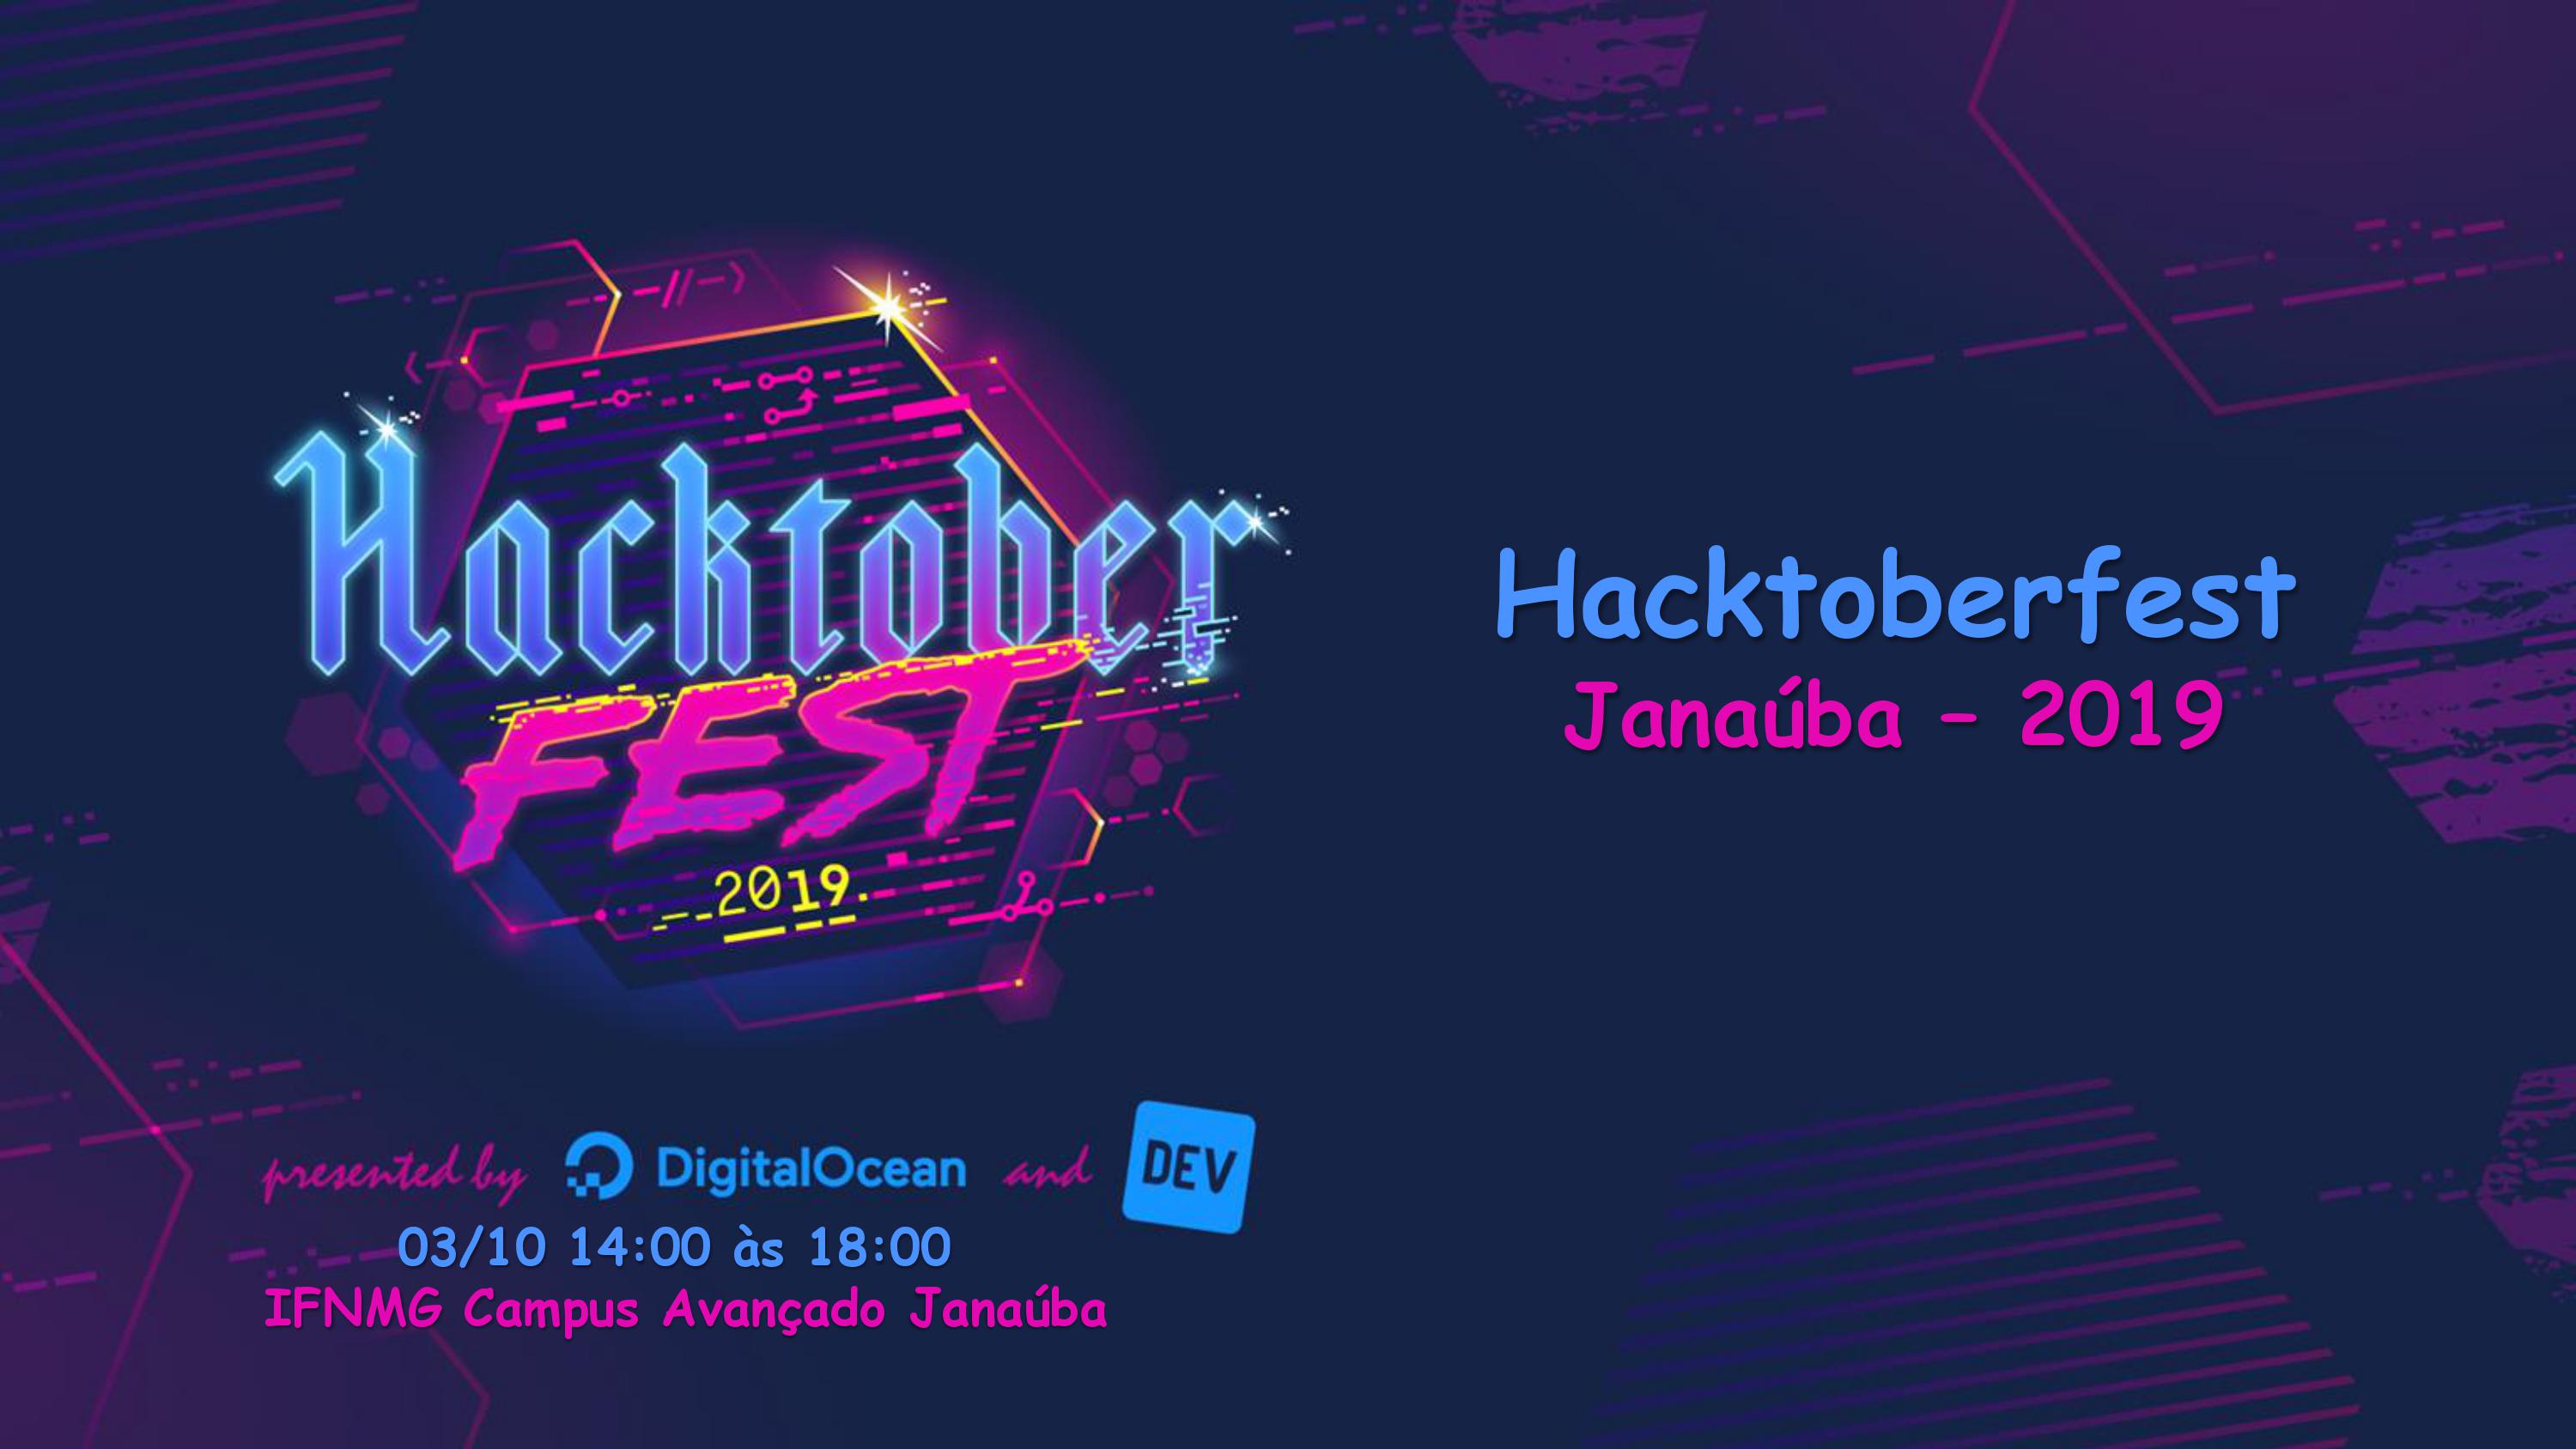 Hacktober
FEST
__2019.
presented by DigitalOcean and DEV
03/10 14:00 às 18:00
IFNMG Campus Avançado Janaúba
Hacktoberfest
Janaúba – 2019